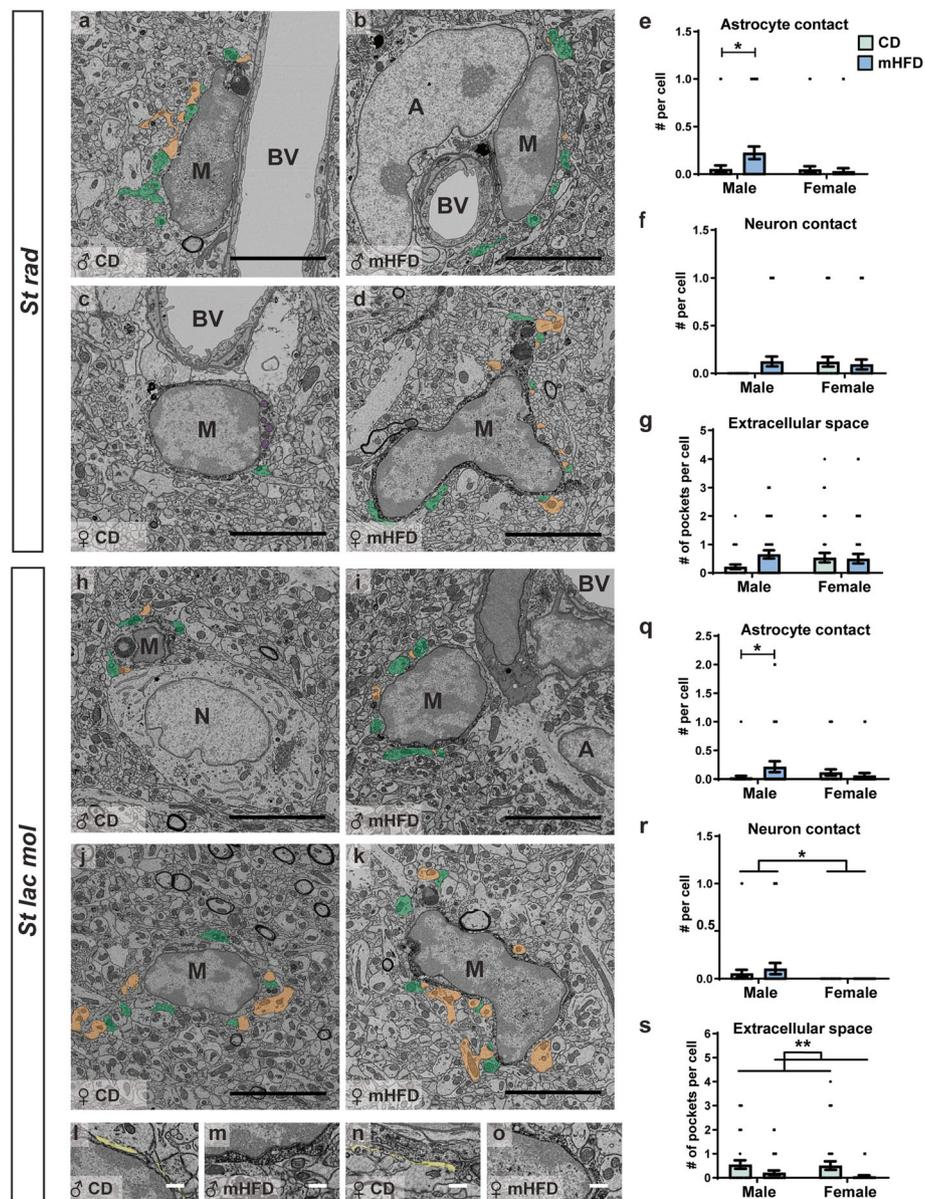 St rad
a
M
BV
♂ CD
b
A
M
BV
♂ mHFD
c
BV
M
♀ CD
d
M
♀ mHFD
e
Astrocyte contact
# per cell
1.5
1.0
0.5
0.0
*
Male Female
CD
mHFD
f
Neuron contact
# per cell
1.5
1.0
0.5
0.0
Male Female
g
Extracellular space
# of pockets per cell
5
4
3
2
1
0
Male Female
St lac mol
h
M
N
♂ CD
i
BV
M
A
♂ mHFD
j
M
♀ CD
k
M
♀ mHFD
l
♂ CD
m
♂ mHFD
n
♀ CD
o
♀ mHFD
q
Astrocyte contact
# per cell
2.5
2.0
1.5
1.0
0.5
0.0
*
Male Female
r
Neuron contact
# per cell
1.5
1.0
0.5
0.0
*
Male Female
s
Extracellular space
# of pockets per cell
6
5
4
3
2
1
0
**
Male Female